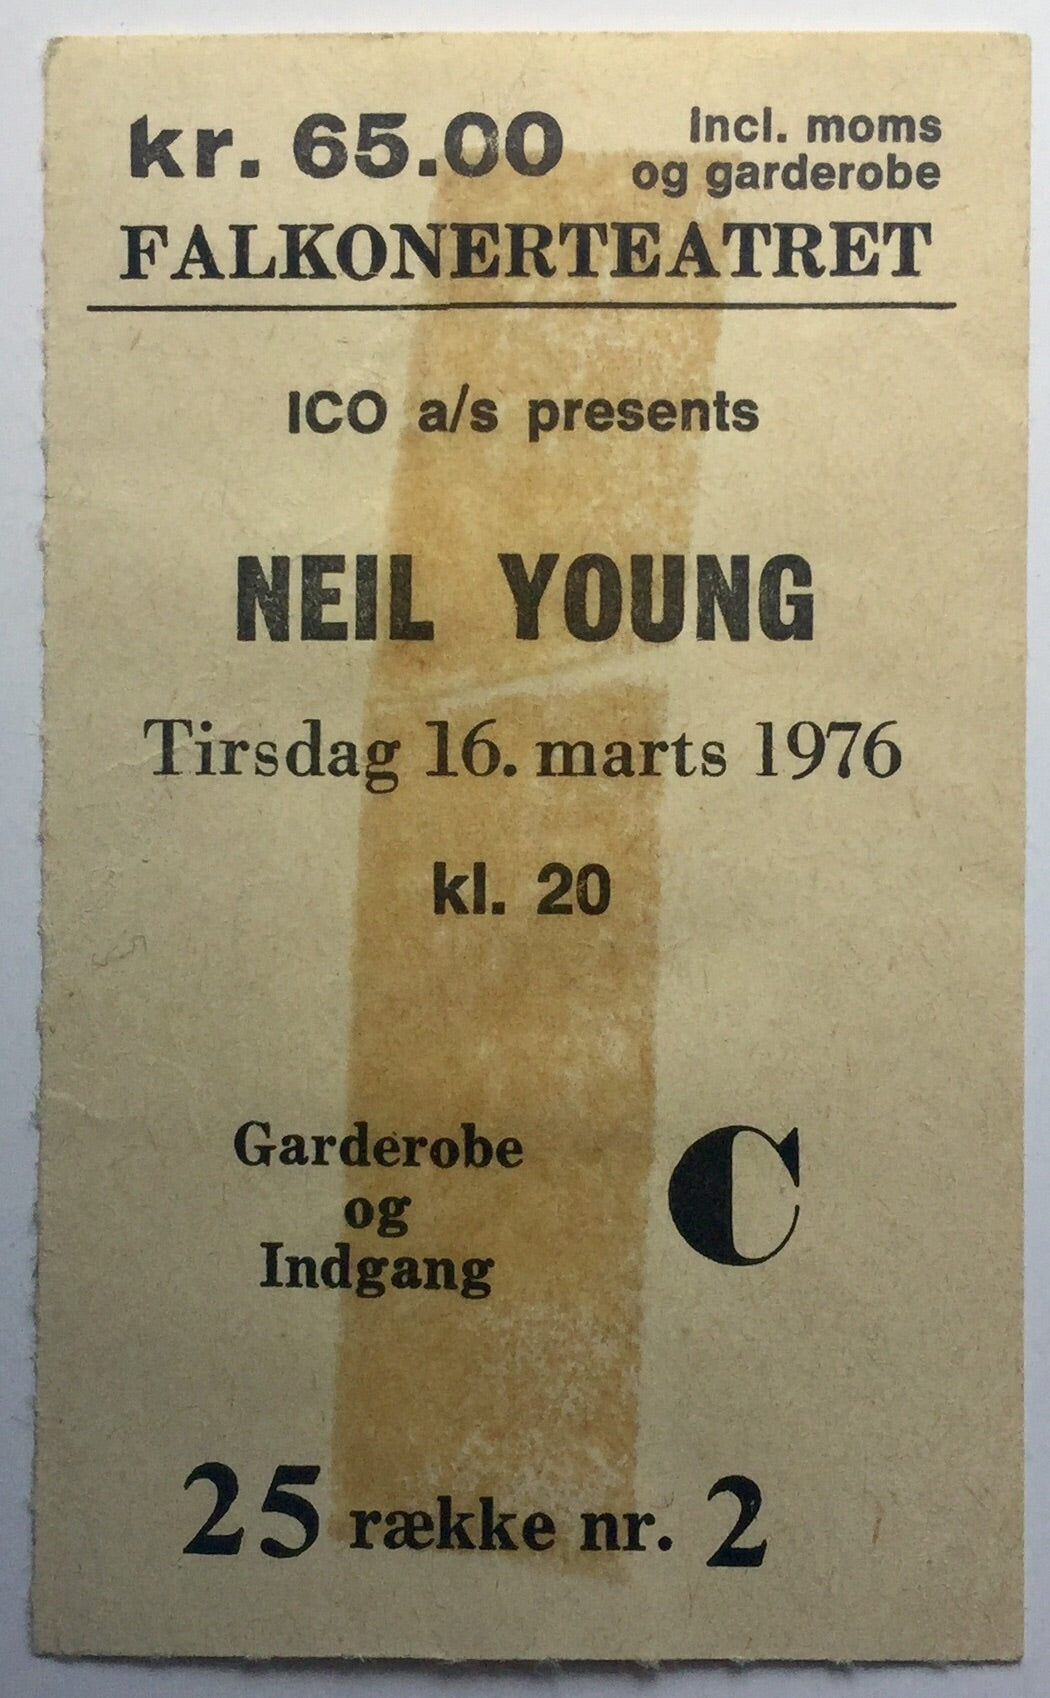 kr. 65.00
Incl. moms
og garderobe
FALKONERTEATRET
ICO a/s presents
NEIL YOUNG
Tirsdag 16. marts 1976
kl. 20
Garderobe
og
Indgang
C
25 række nr. 2